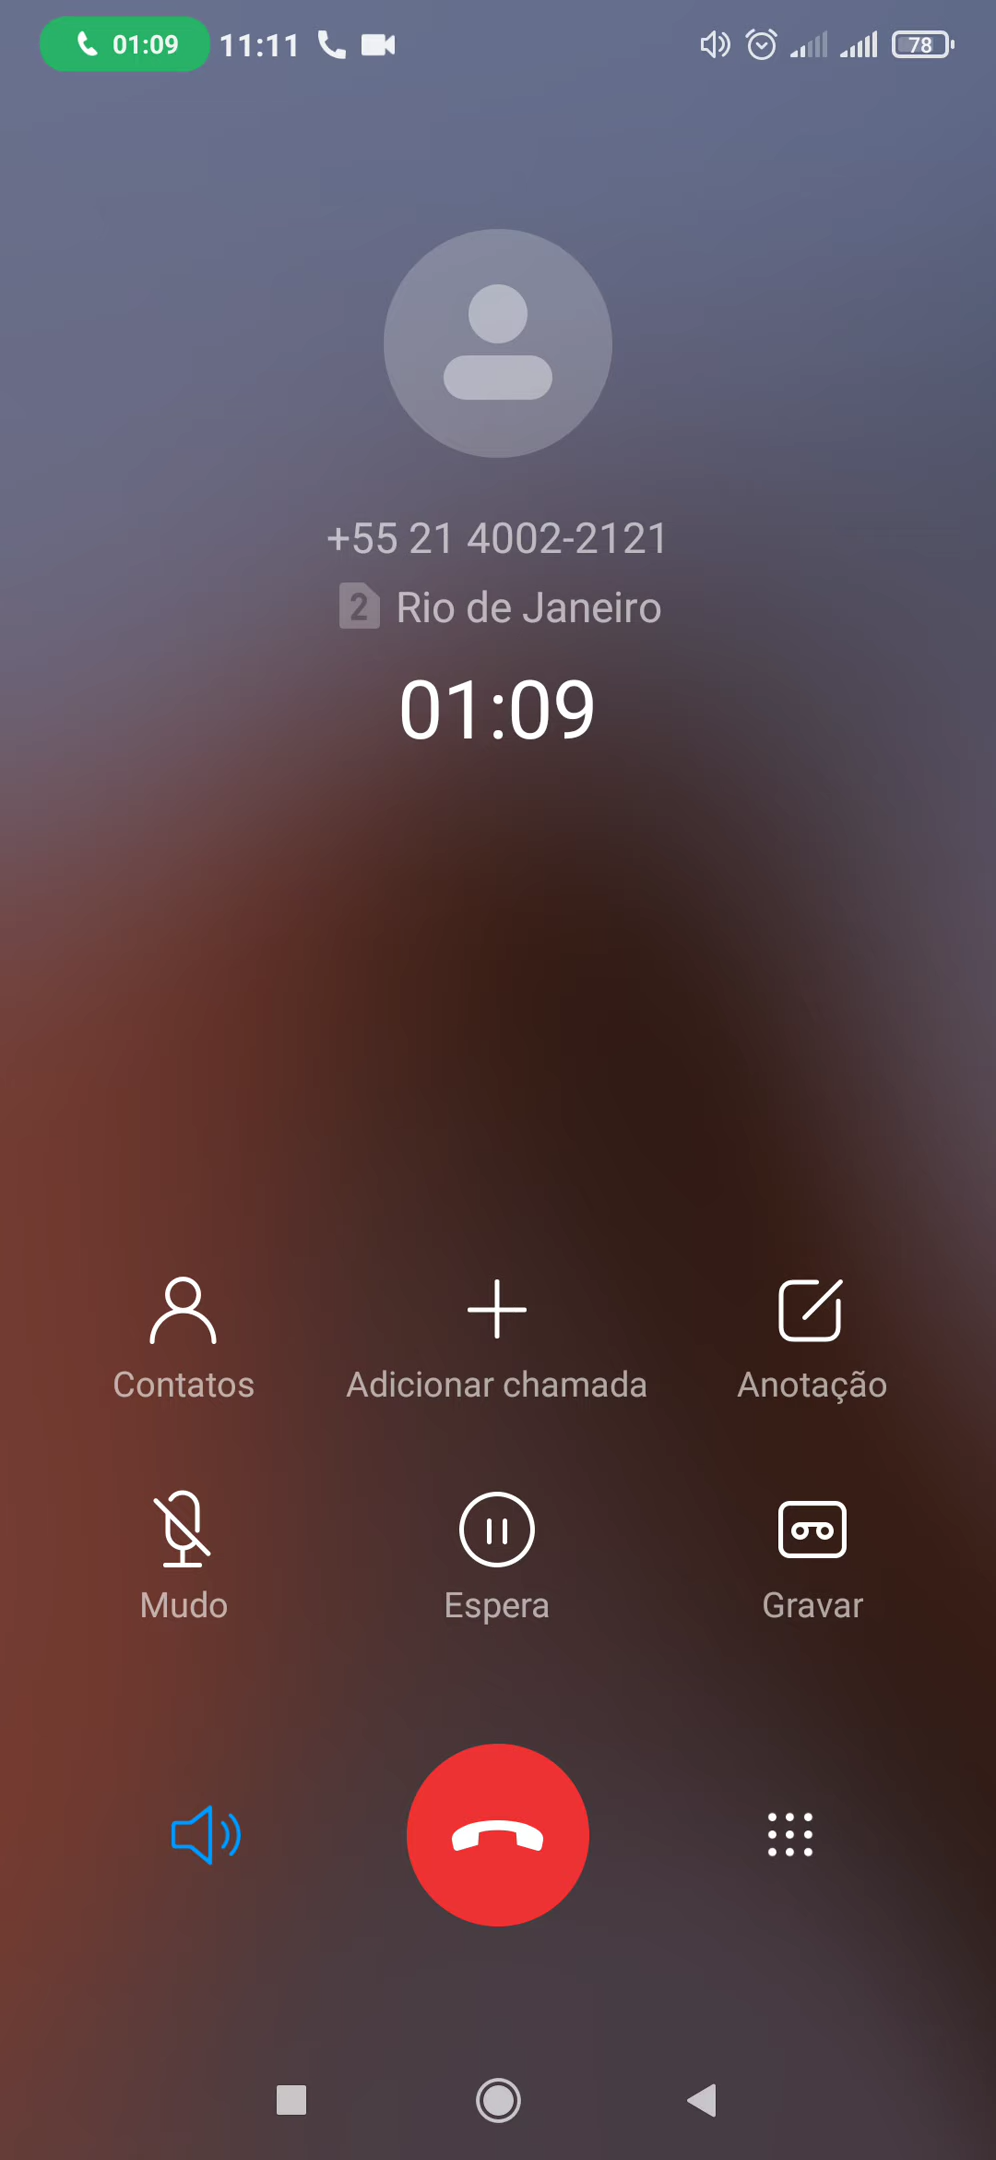 01:09 11:11 78
+55 21 4002-2121
2 Rio de Janeiro
01:09
Contatos Adicionar chamada Anotação
Mudo Espera Gravar